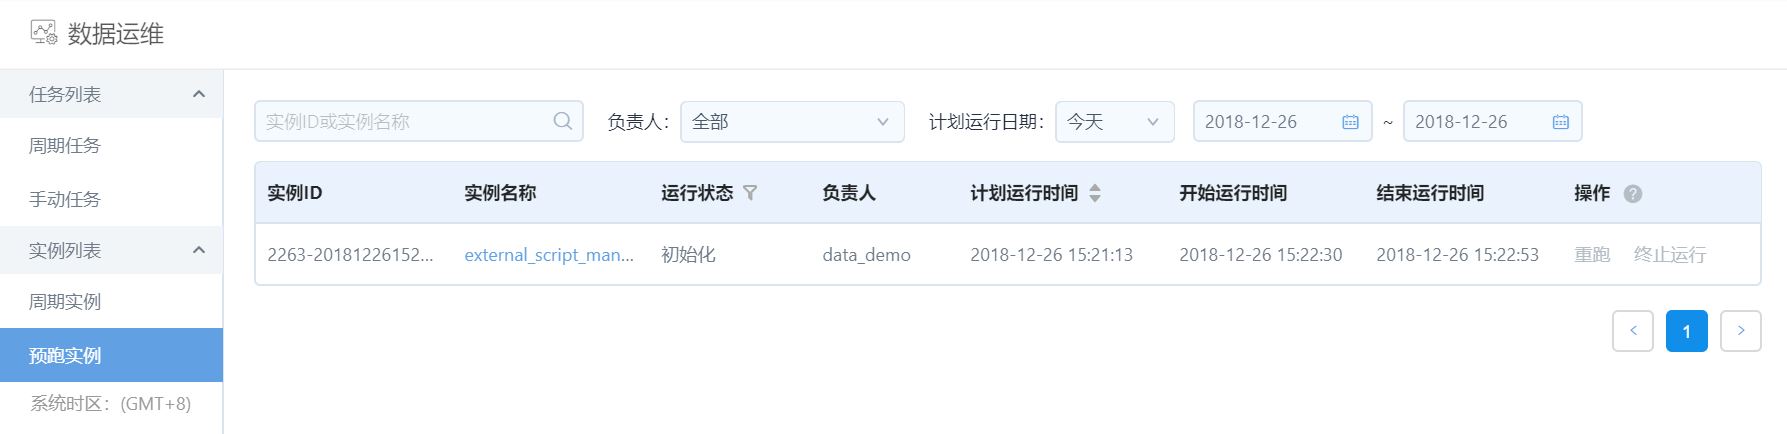 数据运维
任务列表
周期任务
手动任务
实例列表
周期实例
预跑实例
系统时区：(GMT+8)
实例ID或实例名称 负责人： 全部 计划运行日期： 今天 2018-12-26 ~ 2018-12-26
实例ID 实例名称 运行状态 负责人 计划运行时间 开始运行时间 结束运行时间 操作 ?
2263-20181226152... external_script_man... 初始化 data_demo 2018-12-26 15:21:13 2018-12-26 15:22:30 2018-12-26 15:22:53 重跑 终止运行
< 1 >